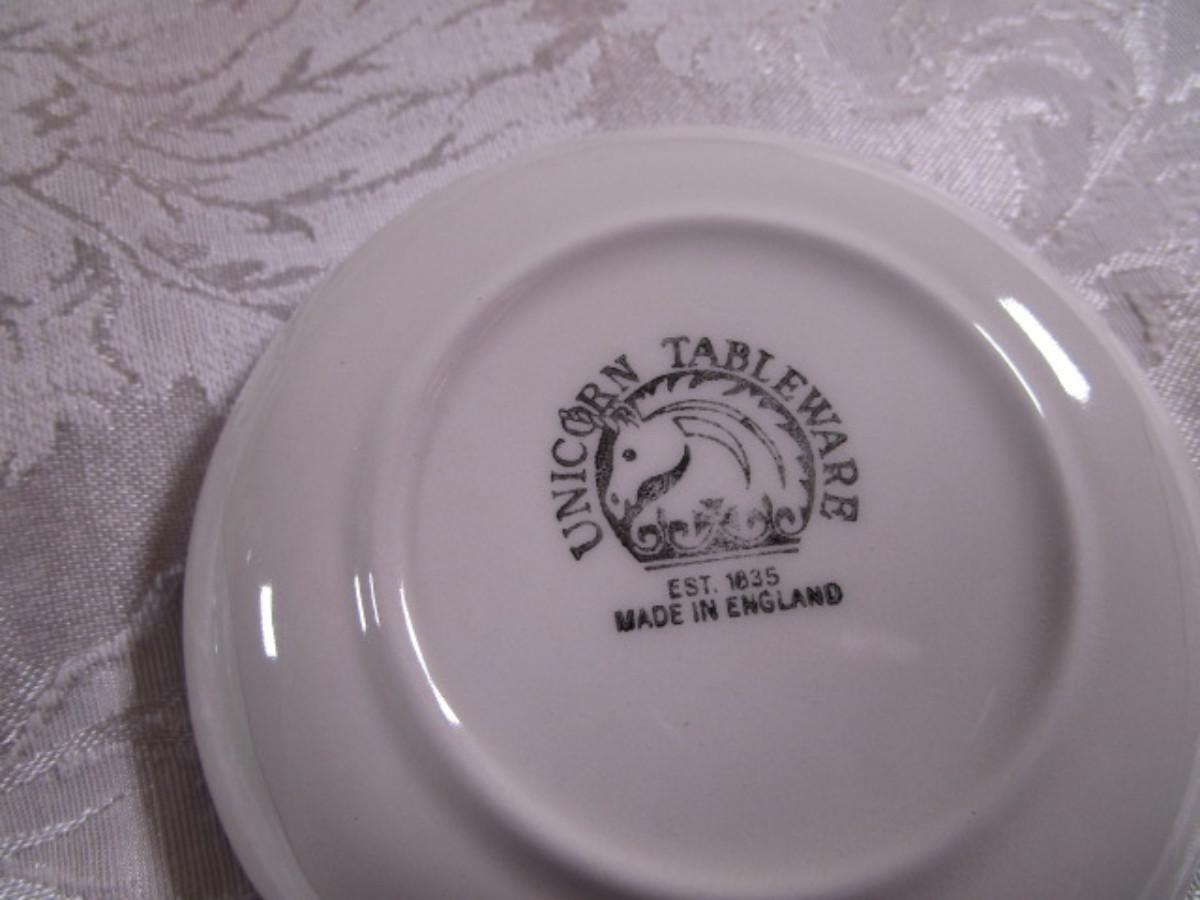 UNICORN TABLEWARE
EST. 1835
MADE IN ENGLAND